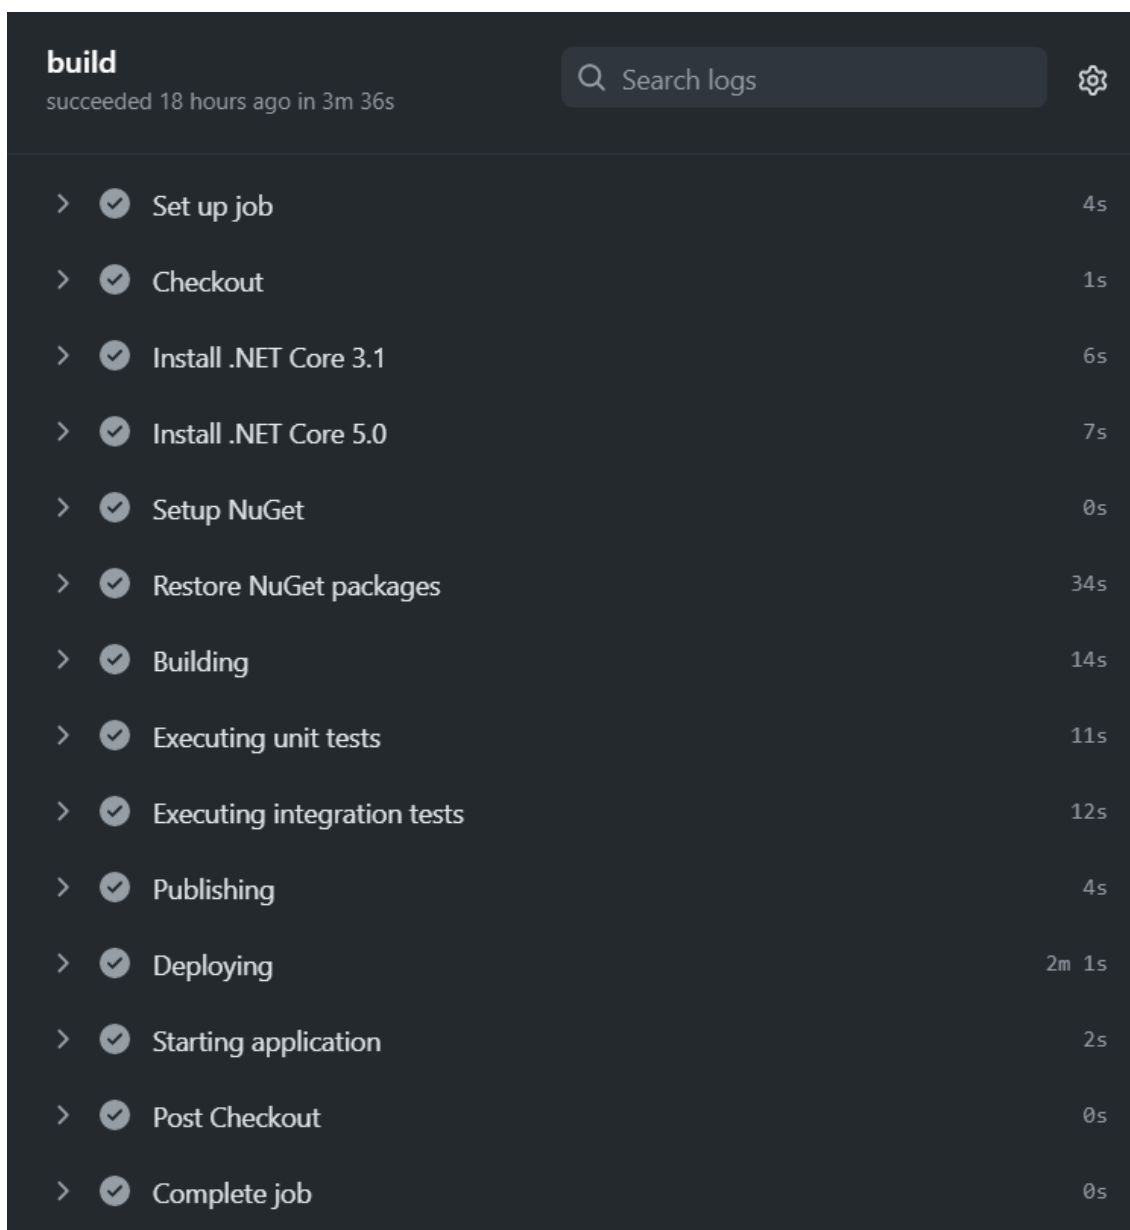 build
succeeded 18 hours ago in 3m 36s
Search logs
Set up job 4s
Checkout 1s
Install .NET Core 3.1 6s
Install .NET Core 5.0 7s
Setup NuGet 0s
Restore NuGet packages 34s
Building 14s
Executing unit tests 11s
Executing integration tests 12s
Publishing 4s
Deploying 2m 1s
Starting application 2s
Post Checkout 0s
Complete job 0s